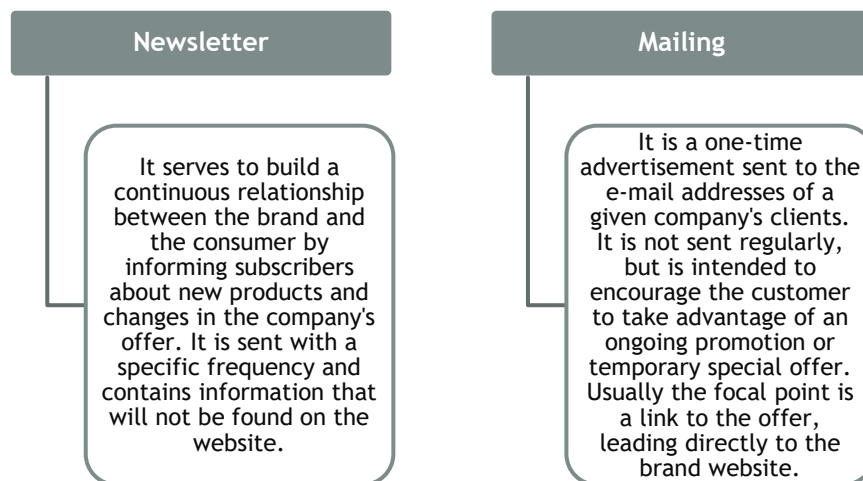 Newsletter
It serves to build a
continuous relationship
between the brand and
the consumer by
informing subscribers
about new products and
changes in the company's
offer. It is sent with a
specific frequency and
contains information that
will not be found on the
website.
Mailing
It is a one-time
advertisement sent to the
e-mail addresses of a
given company's clients.
It is not sent regularly,
but is intended to
encourage the customer
to take advantage of an
ongoing promotion or
temporary special offer.
Usually the focal point is
a link to the offer,
leading directly to the
brand website.